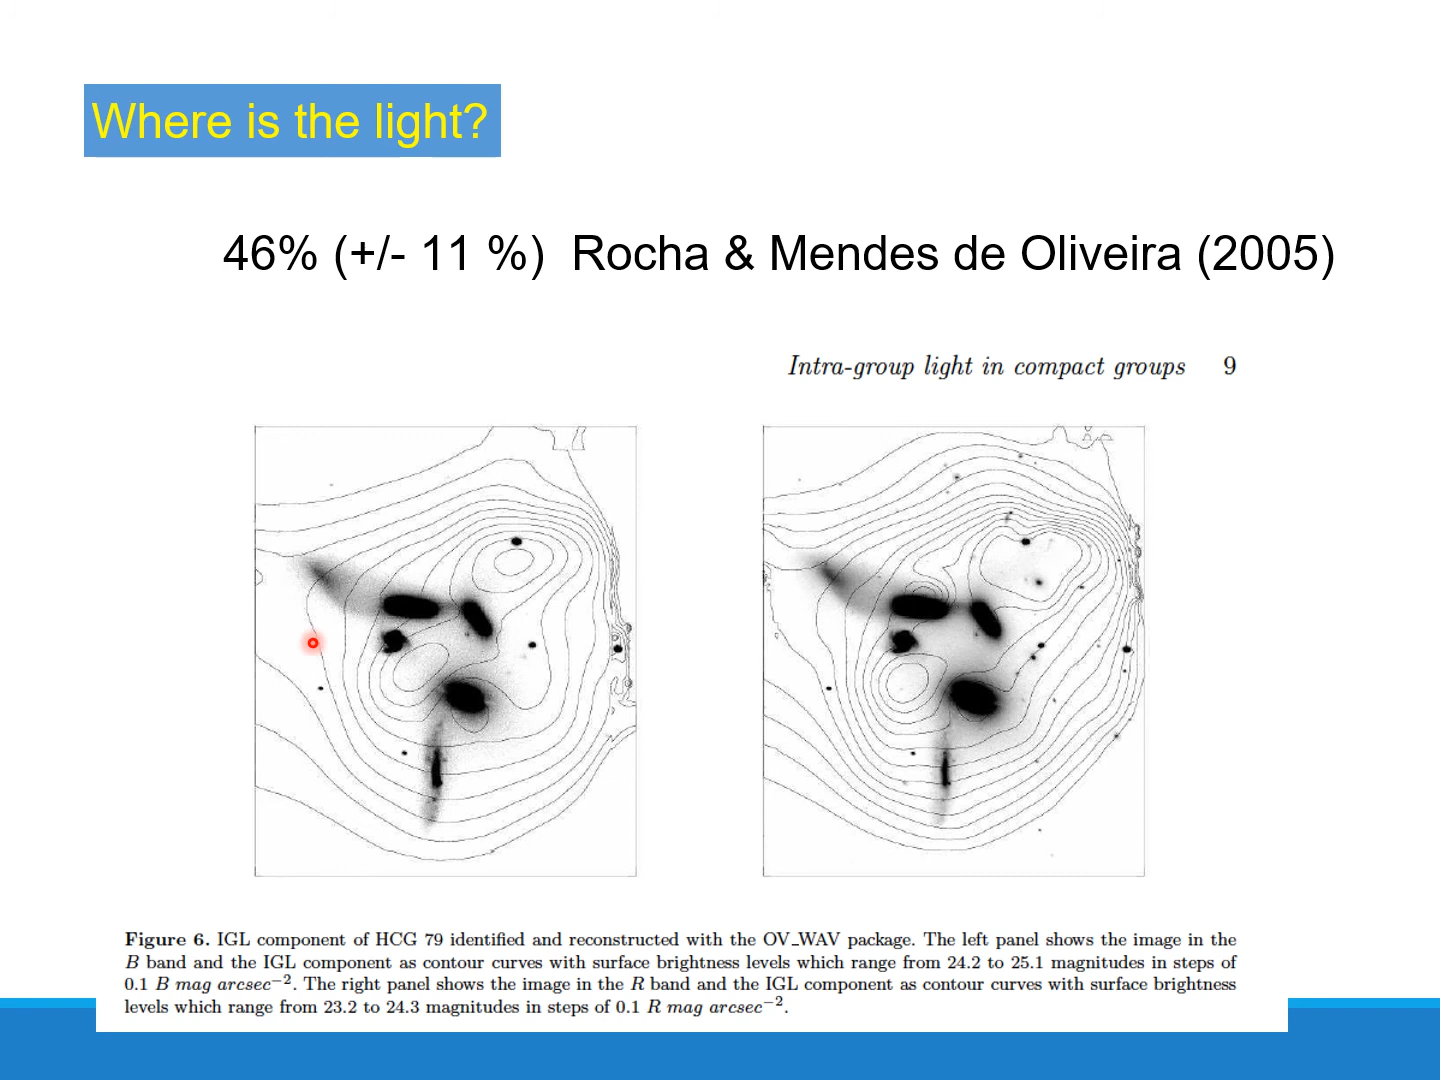 Where is the light?
46% (+/- 11 %)  Rocha & Mendes de Oliveira (2005)
Intra-group light in compact groups 9
Figure 6. IGL component of HCG 79 identified and reconstructed with the OV_WAV package. The left panel shows the image in the
B band and the IGL component as contour curves with surface brightness levels which range from 24.2 to 25.1 magnitudes in steps of
0.1 B mag arcsec⁻². The right panel shows the image in the R band and the IGL component as contour curves with surface brightness
levels which range from 23.2 to 24.3 magnitudes in steps of 0.1 R mag arcsec⁻².